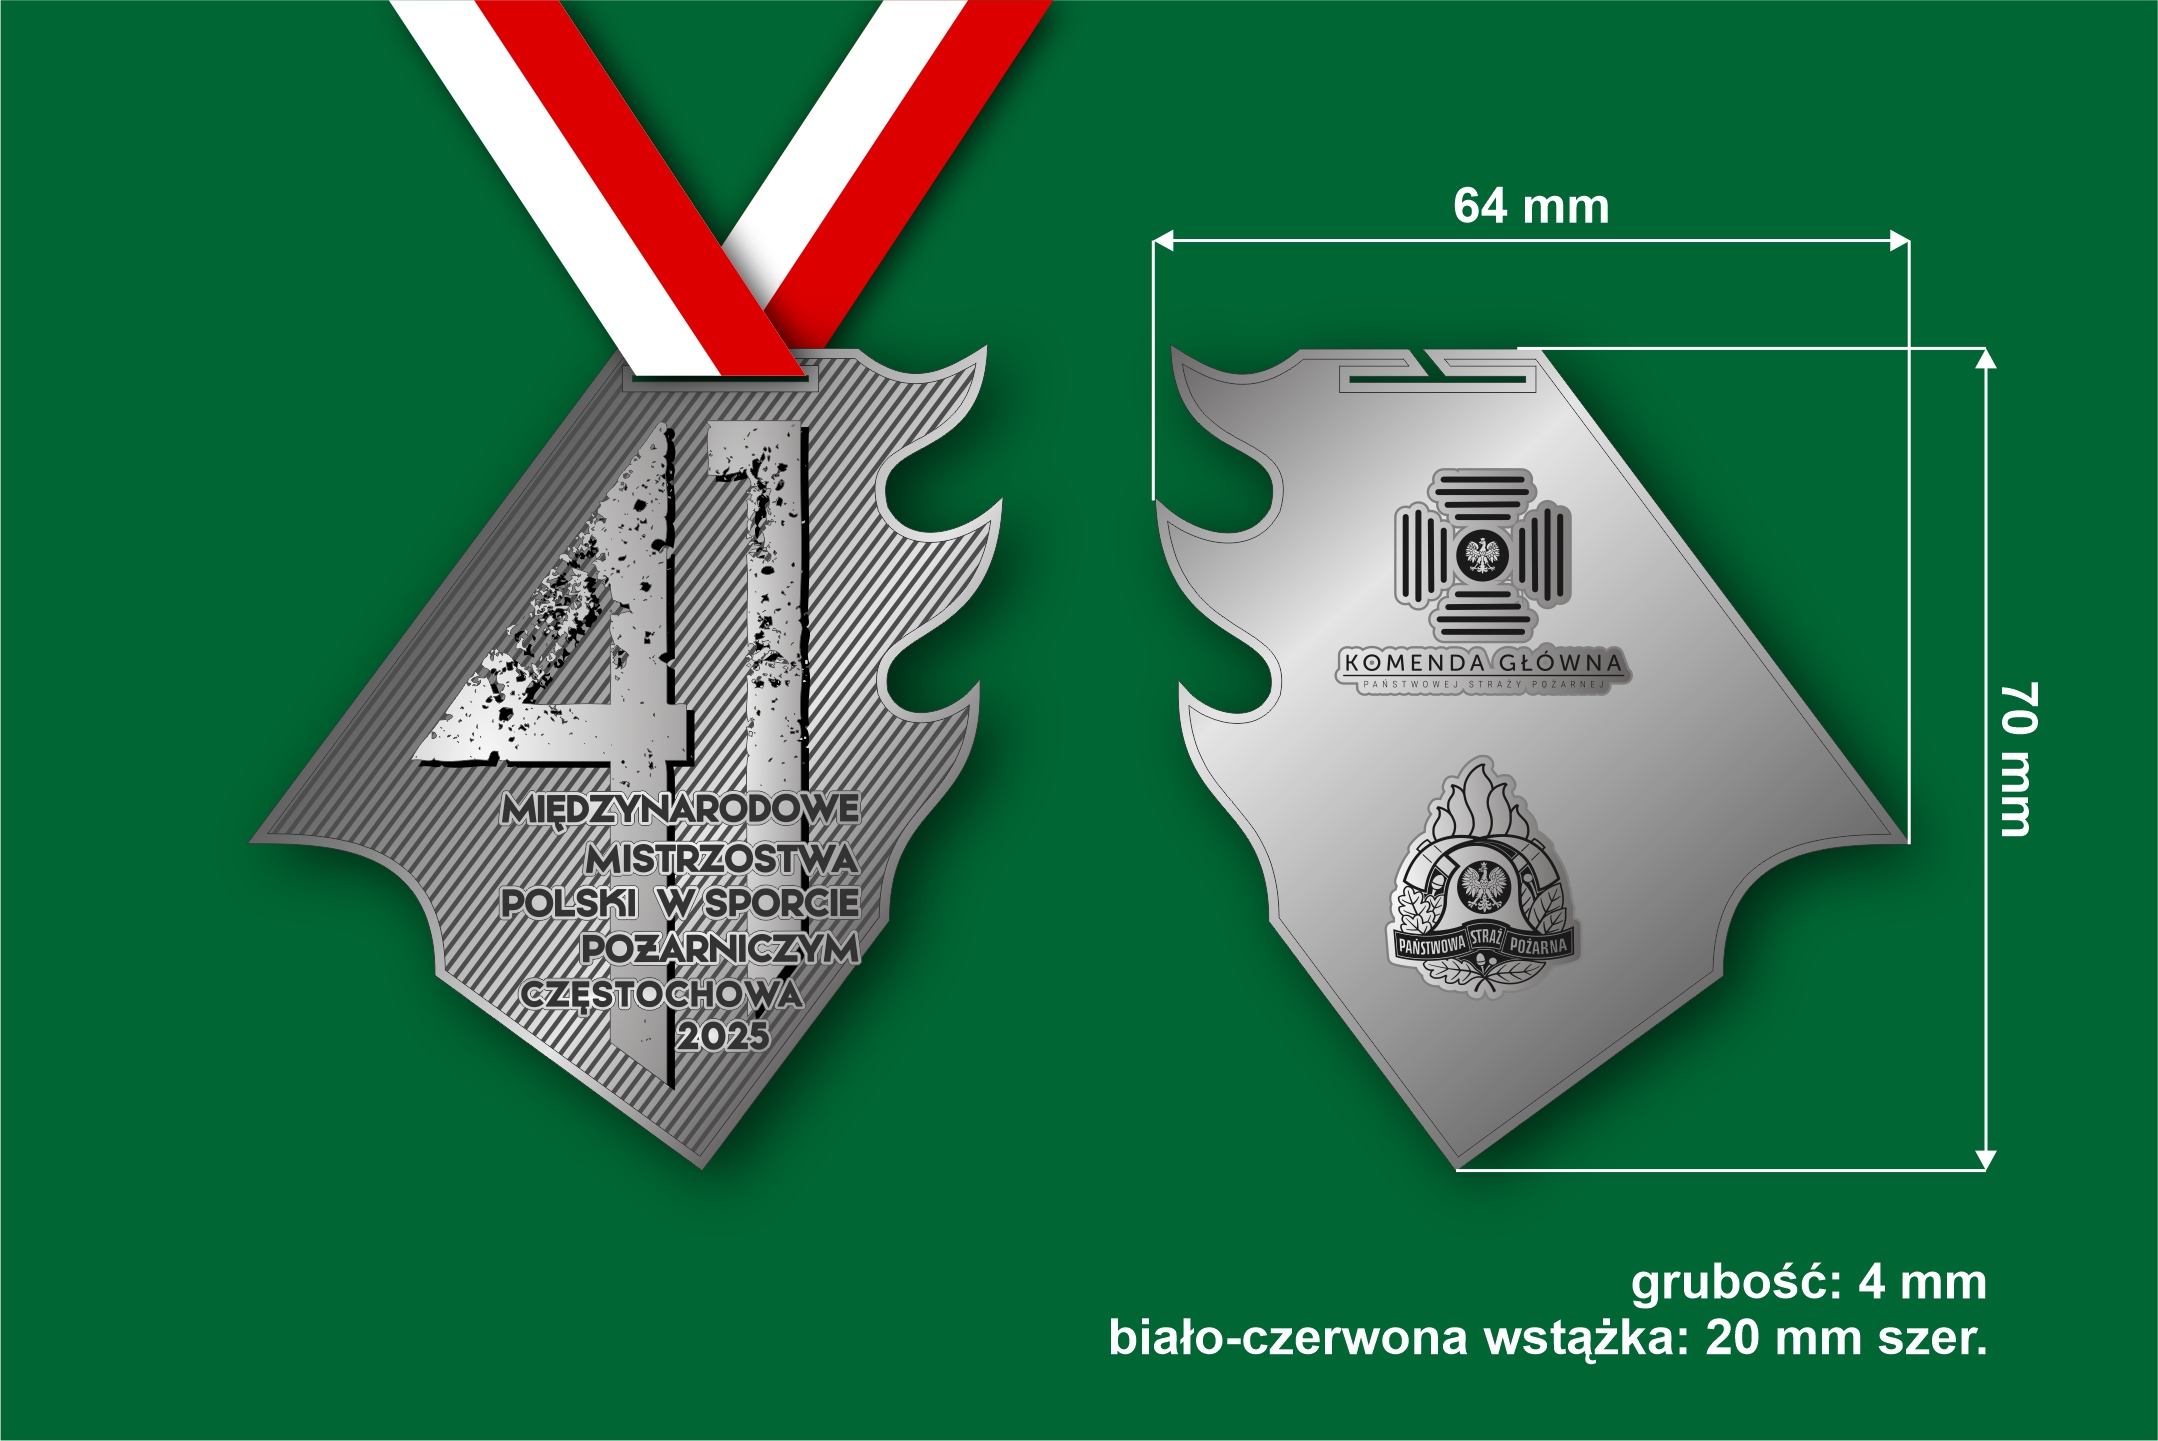 41
MIĘDZYNARODOWE
MISTRZOSTWA
POLSKI W SPORCIE
POŻARNICZYM
CZĘSTOCHOWA
2025
64 mm
KOMENDA GŁÓWNA
PAŃSTWOWEJ STRAŻY POŻARNEJ
PAŃSTWOWA STRAŻ POŻARNA
70 mm
grubość: 4 mm
biało-czerwona wstążka: 20 mm szer.